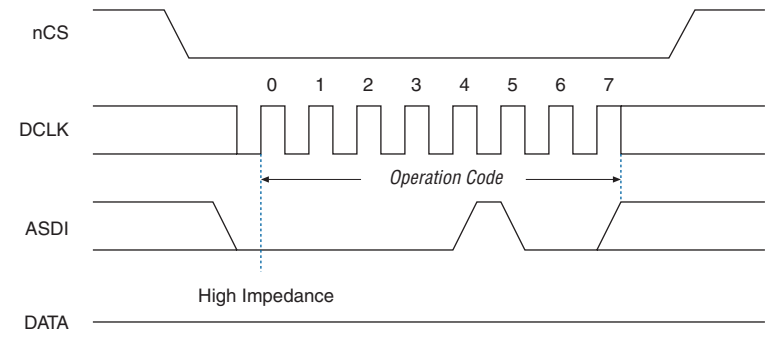 nCS
0 1 2 3 4 5 6 7
DCLK
Operation Code
ASDI
High Impedance
DATA